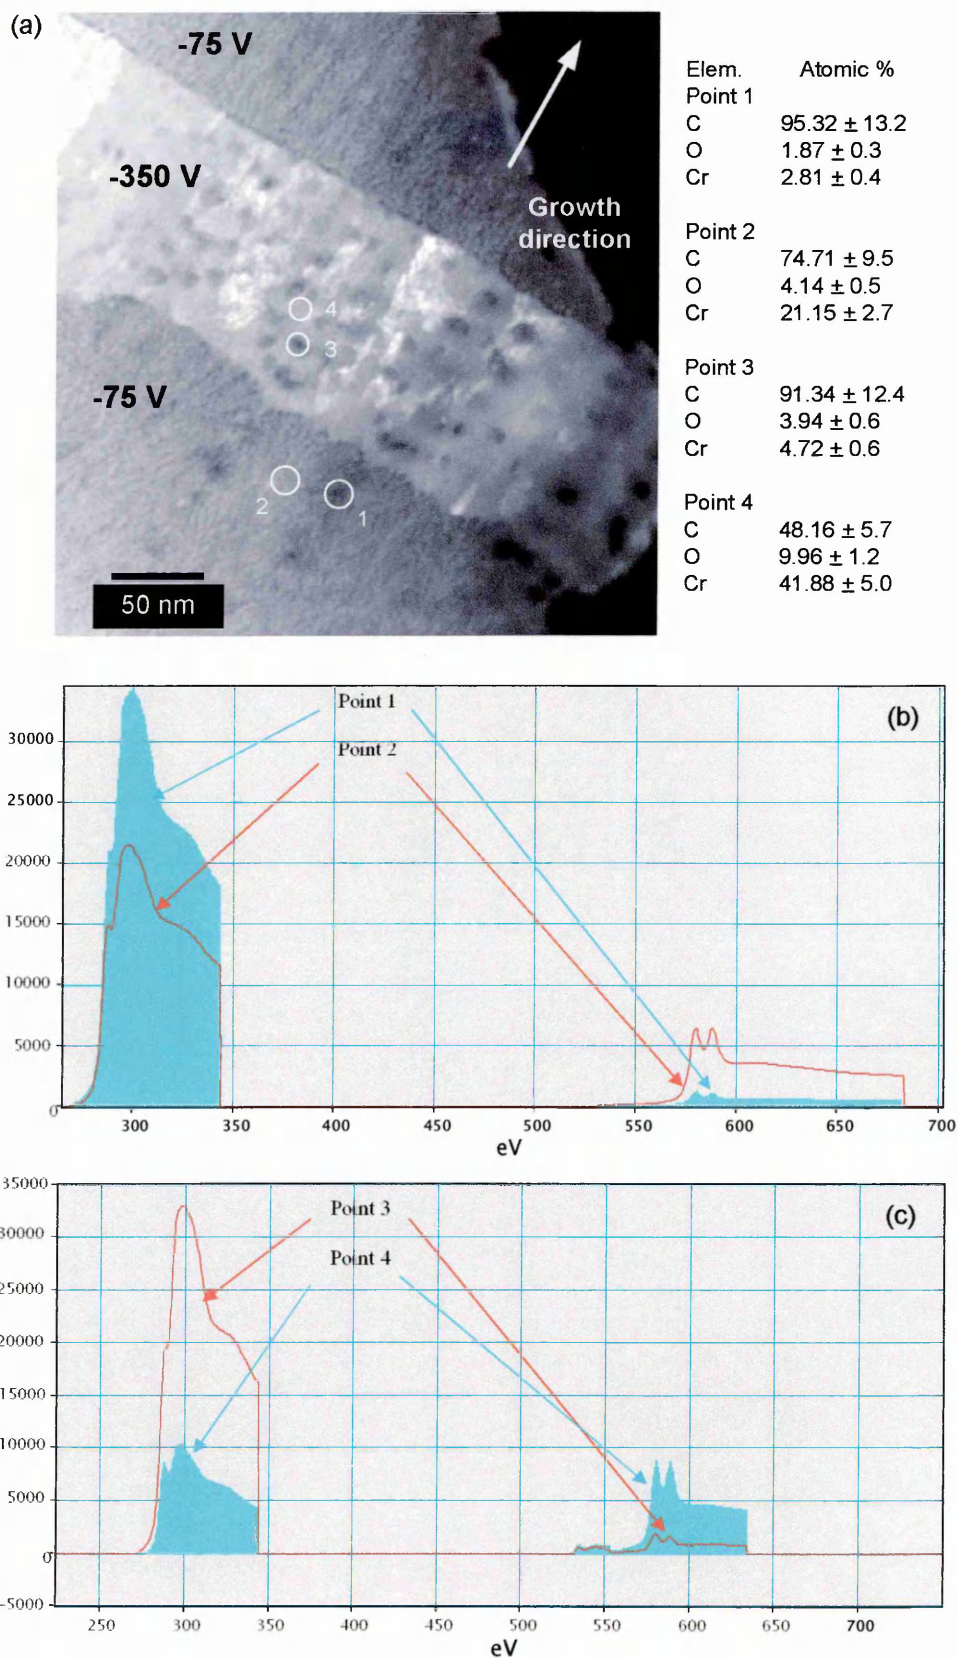 (a)
-75 V
-350 V
-75 V
Growth
direction
4
3
2
1
50 nm
Elem. Atomic %
Point 1
C 95.32 ± 13.2
O 1.87 ± 0.3
Cr 2.81 ± 0.4
Point 2
C 74.71 ± 9.5
O 4.14 ± 0.5
Cr 21.15 ± 2.7
Point 3
C 91.34 ± 12.4
O 3.94 ± 0.6
Cr 4.72 ± 0.6
Point 4
C 48.16 ± 5.7
O 9.96 ± 1.2
Cr 41.88 ± 5.0
(b)
Point 1
Point 2
30000
25000
20000
15000
10000
5000
0
300 350 400 450 500 550 600 650 700
eV
(c)
Point 3
Point 4
35000
30000
25000
20000
15000
10000
5000
0
-5000
250 300 350 400 450 500 550 600 650 700
eV